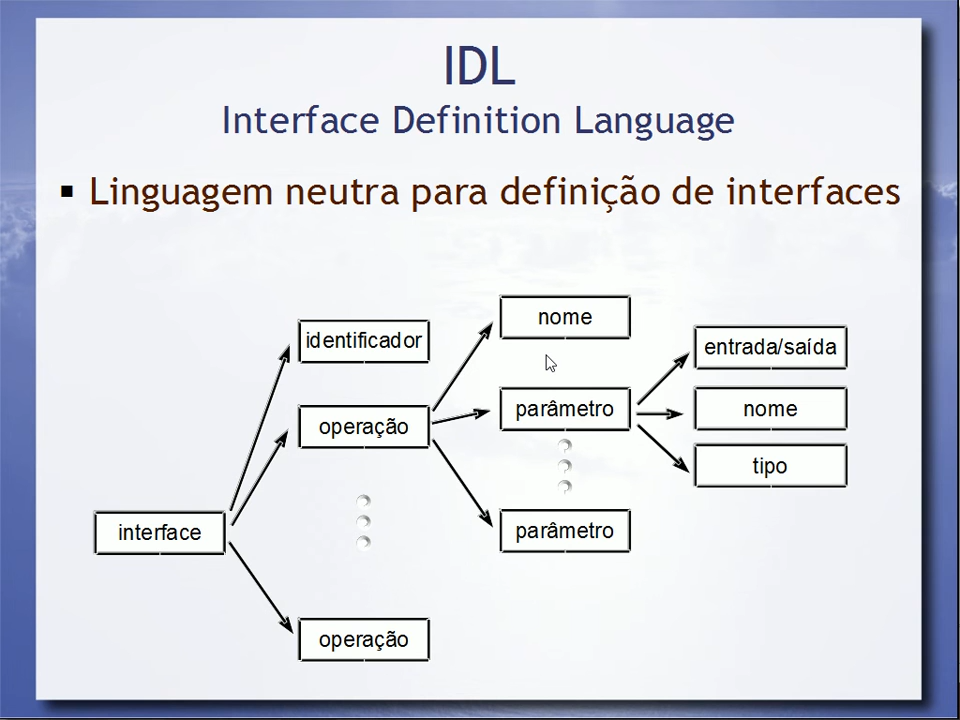 IDL
Interface Definition Language
▪ Linguagem neutra para definição de interfaces
nome
identificador
entrada/saída
parâmetro
nome
operação
tipo
interface
parâmetro
operação